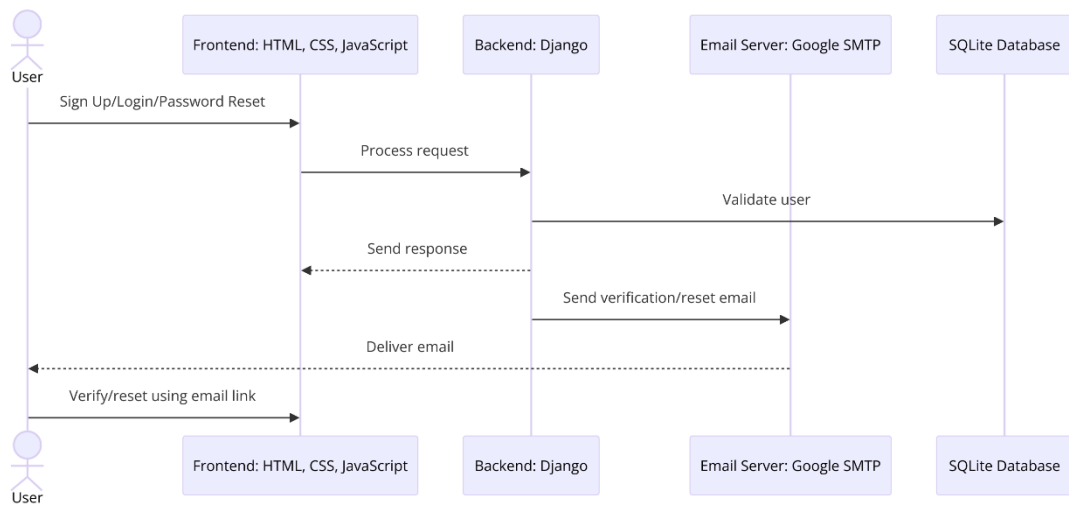 User
Frontend: HTML, CSS, JavaScript
Backend: Django
Email Server: Google SMTP
SQLite Database
Sign Up/Login/Password Reset
Process request
Validate user
Send response
Send verification/reset email
Deliver email
Verify/reset using email link
User
Frontend: HTML, CSS, JavaScript
Backend: Django
Email Server: Google SMTP
SQLite Database